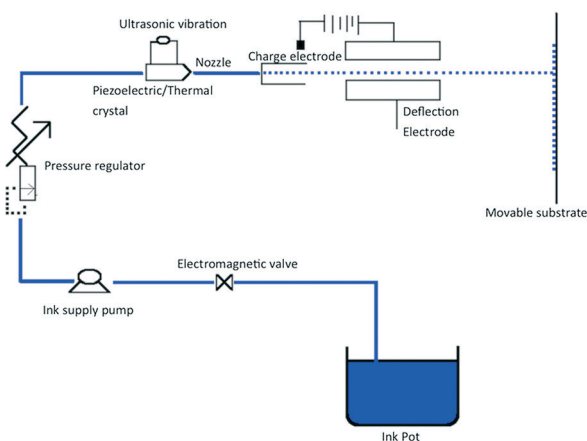 Ultrasonic vibration
Nozzle
Charge electrode
Piezoelectric/Thermal
crystal
Deflection
Electrode
Pressure regulator
Movable substrate
Electromagnetic valve
Ink supply pump
Ink Pot